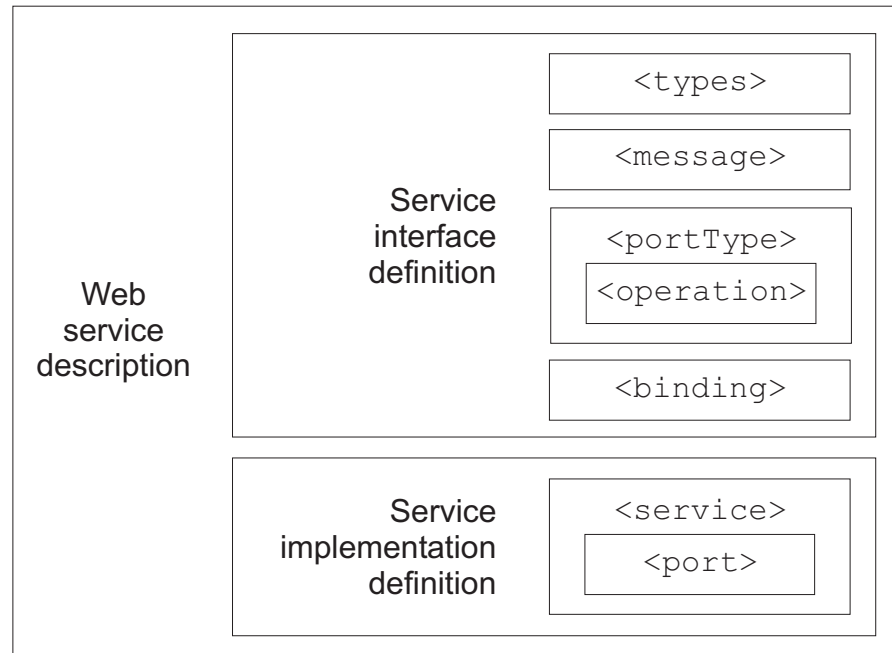 Web
service
description
Service
interface
definition
<types>
<message>
<portType>
<operation>
<binding>
Service
implementation
definition
<service>
<port>